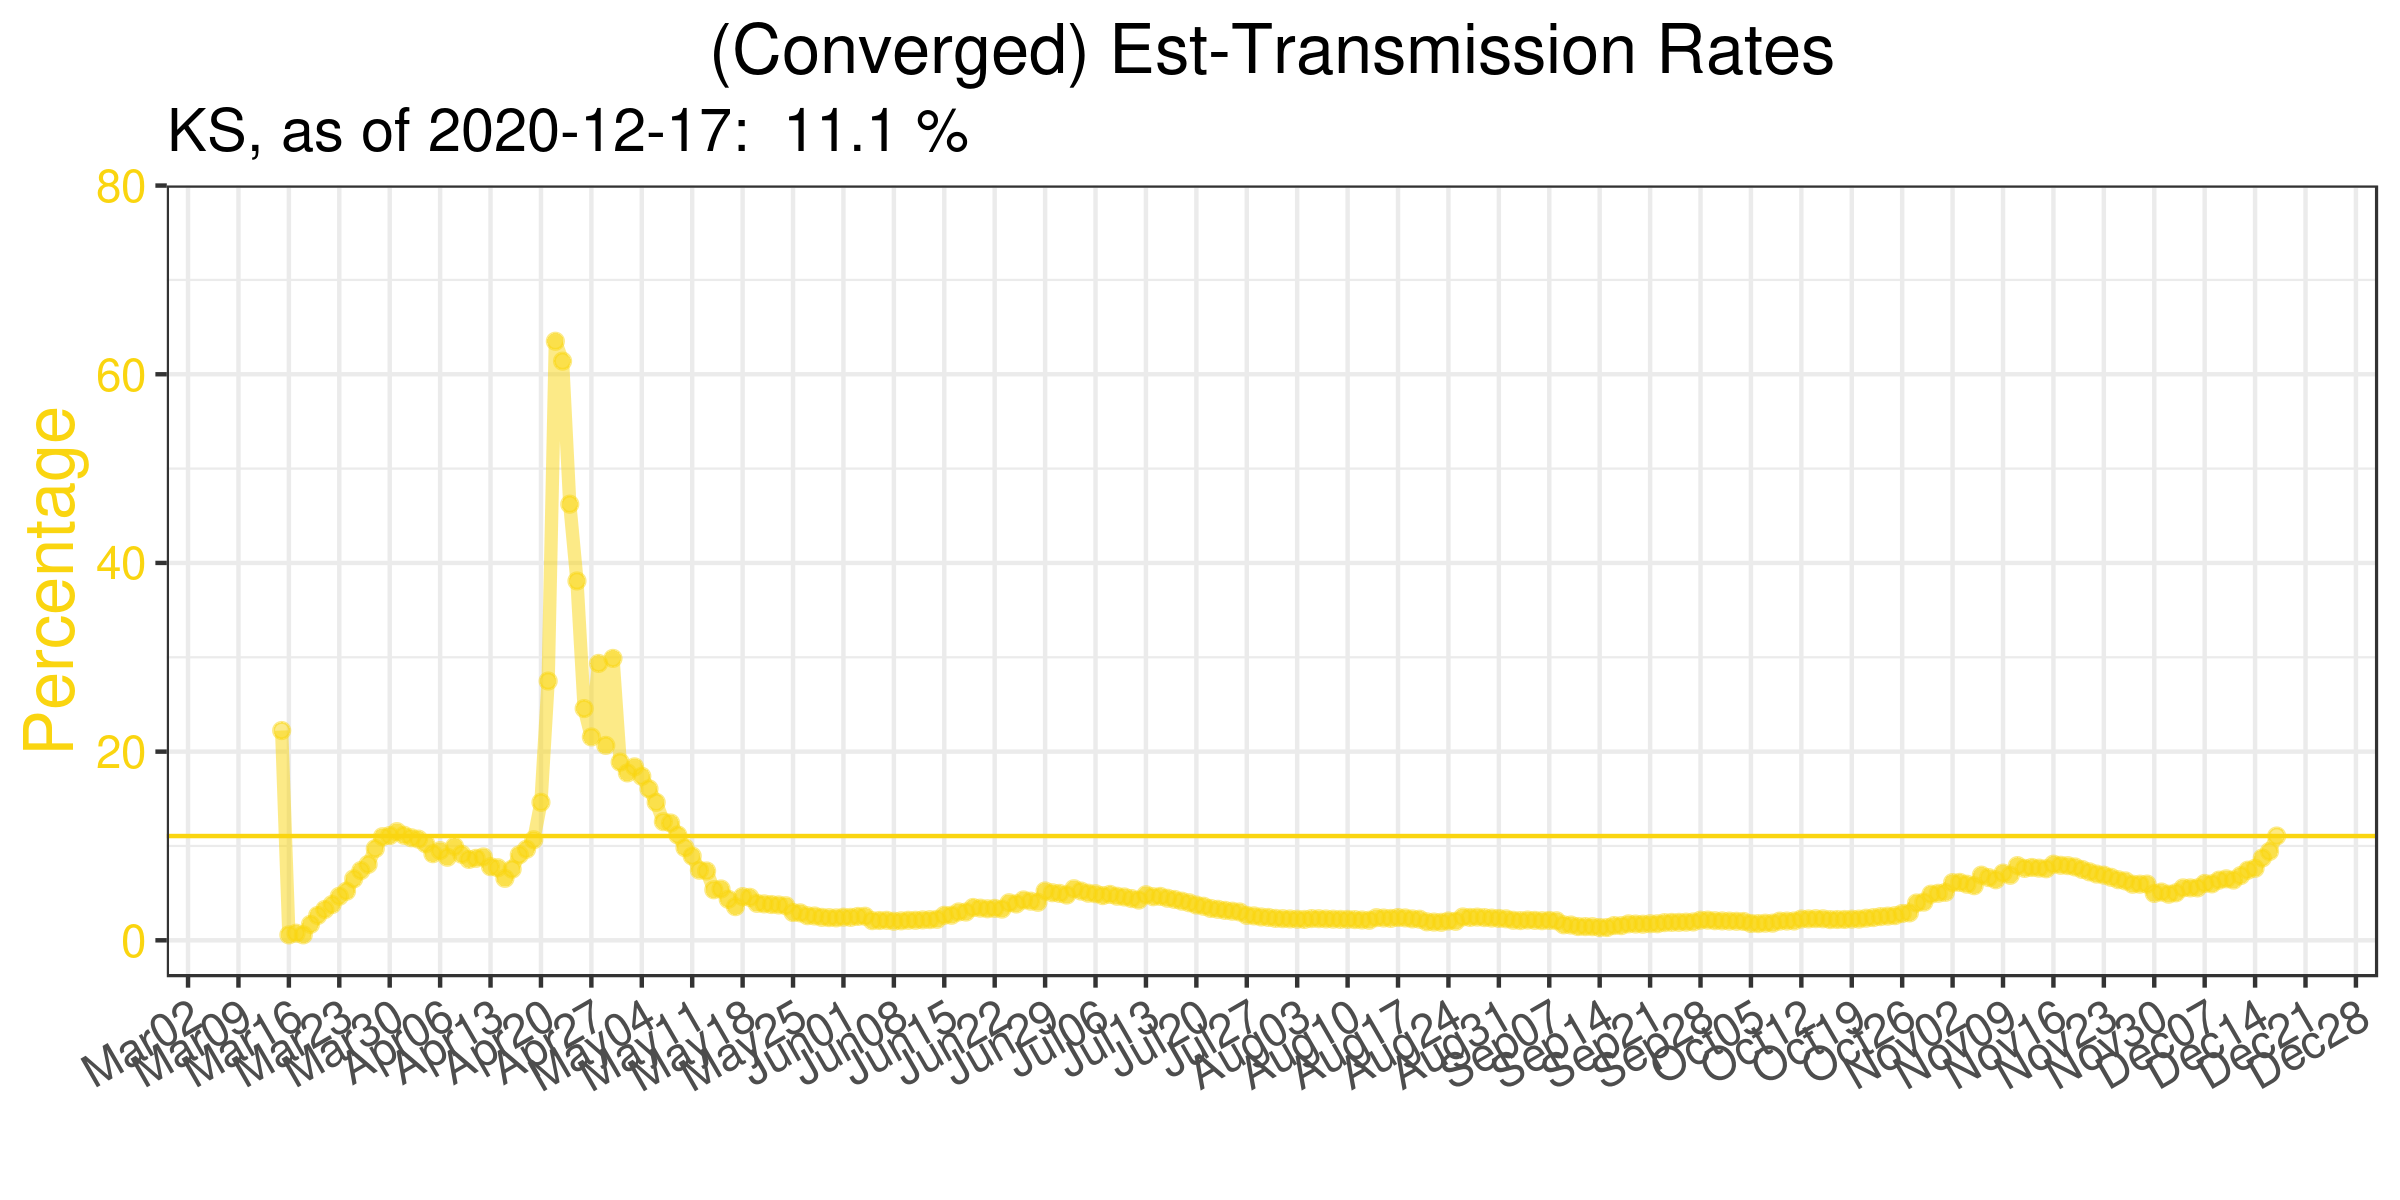 (Converged) Est-Transmission Rates
KS, as of 2020-12-17:  11.1 %
Percentage
80
60
40
20
0
Mar02
Mar09
Mar16
Mar23
Mar30
Apr06
Apr13
Apr20
Apr27
May04
May11
May18
May25
Jun01
Jun08
Jun15
Jun22
Jun29
Jul06
Jul13
Jul20
Jul27
Aug03
Aug10
Aug17
Aug24
Aug31
Sep07
Sep14
Sep21
Sep28
Oct05
Oct12
Oct19
Oct26
Nov02
Nov09
Nov16
Nov23
Nov30
Dec07
Dec14
Dec21
Dec28